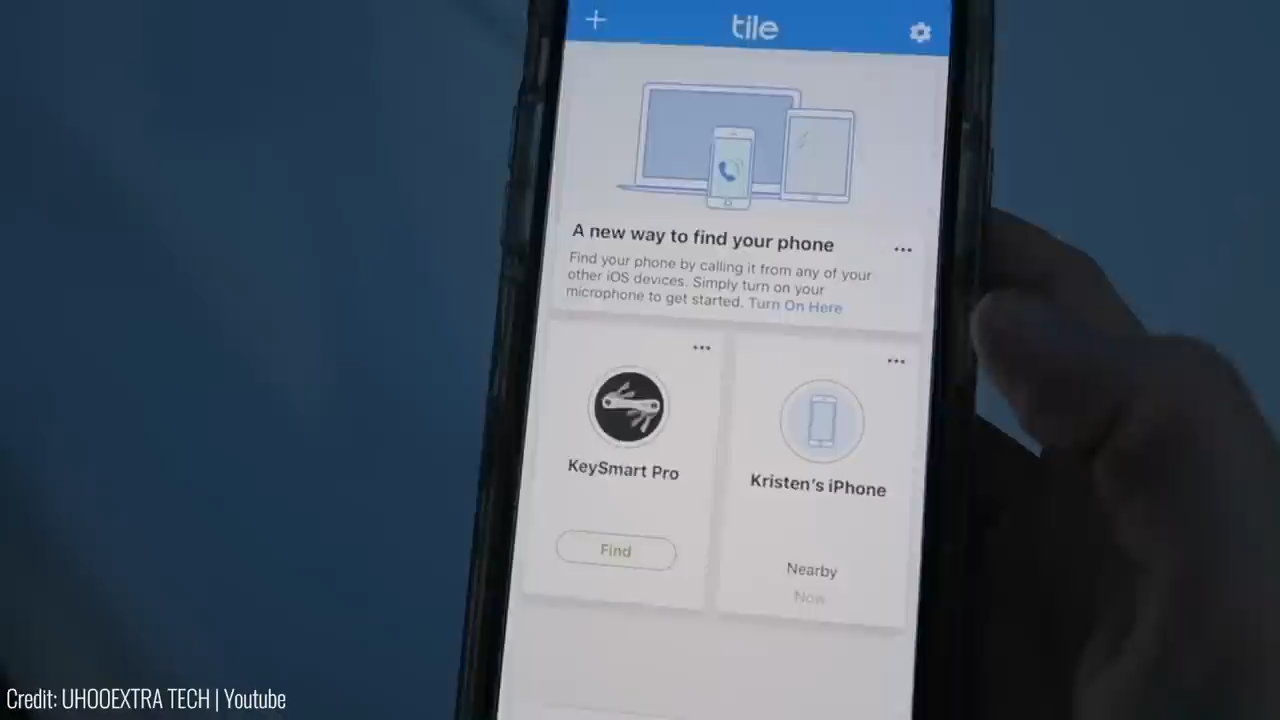 tile
A new way to find your phone
Find your phone by calling it from any of your
other iOS devices. Simply turn on your
microphone to get started. Turn On Here
KeySmart Pro
Kristen's iPhone
Find
Nearby
Now
Credit: UHOOEXTRA TECH | Youtube